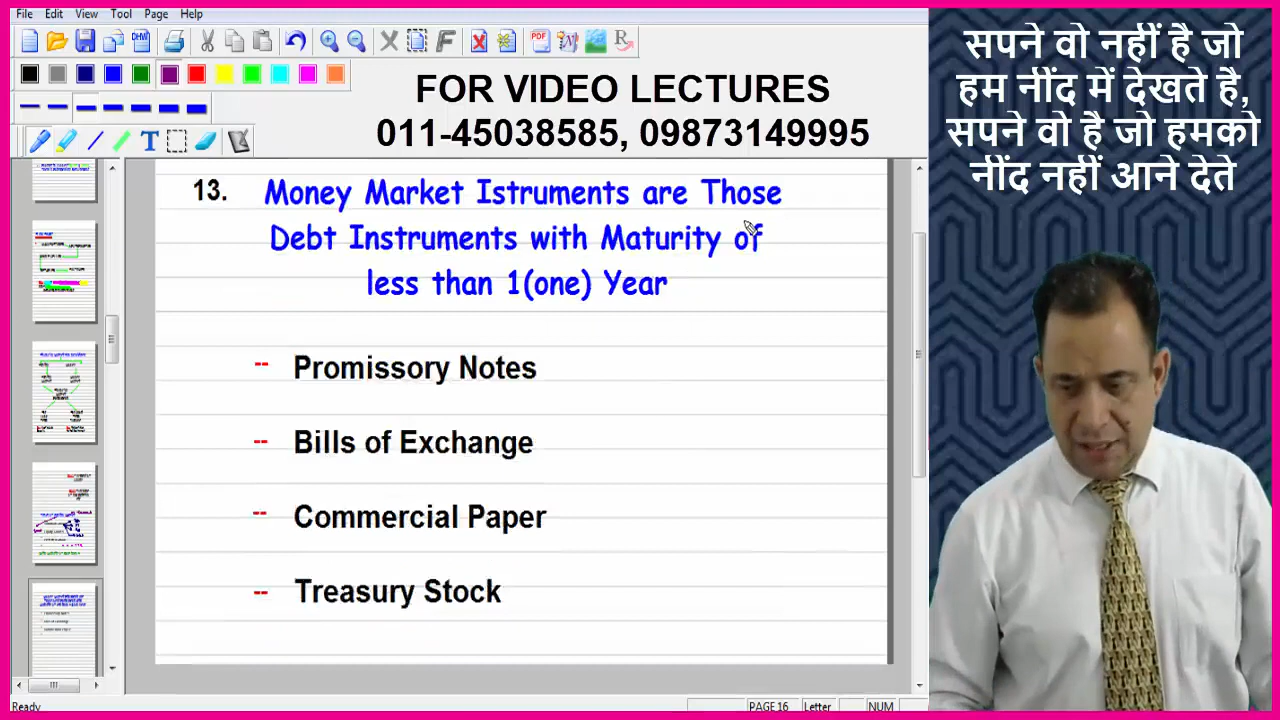 File Edit View Tool Page Help
FOR VIDEO LECTURES
011-45038585, 09873149995
13. Money Market Istruments are Those
Debt Instruments with Maturity of
less than 1(one) Year
-- Promissory Notes
-- Bills of Exchange
-- Commercial Paper
-- Treasury Stock
Ready
PAGE 16 Letter NUM
सपने वो नहीं है जो
हम नींद में देखते है,
सपने वो है जो हमको
नींद नहीं आने देते